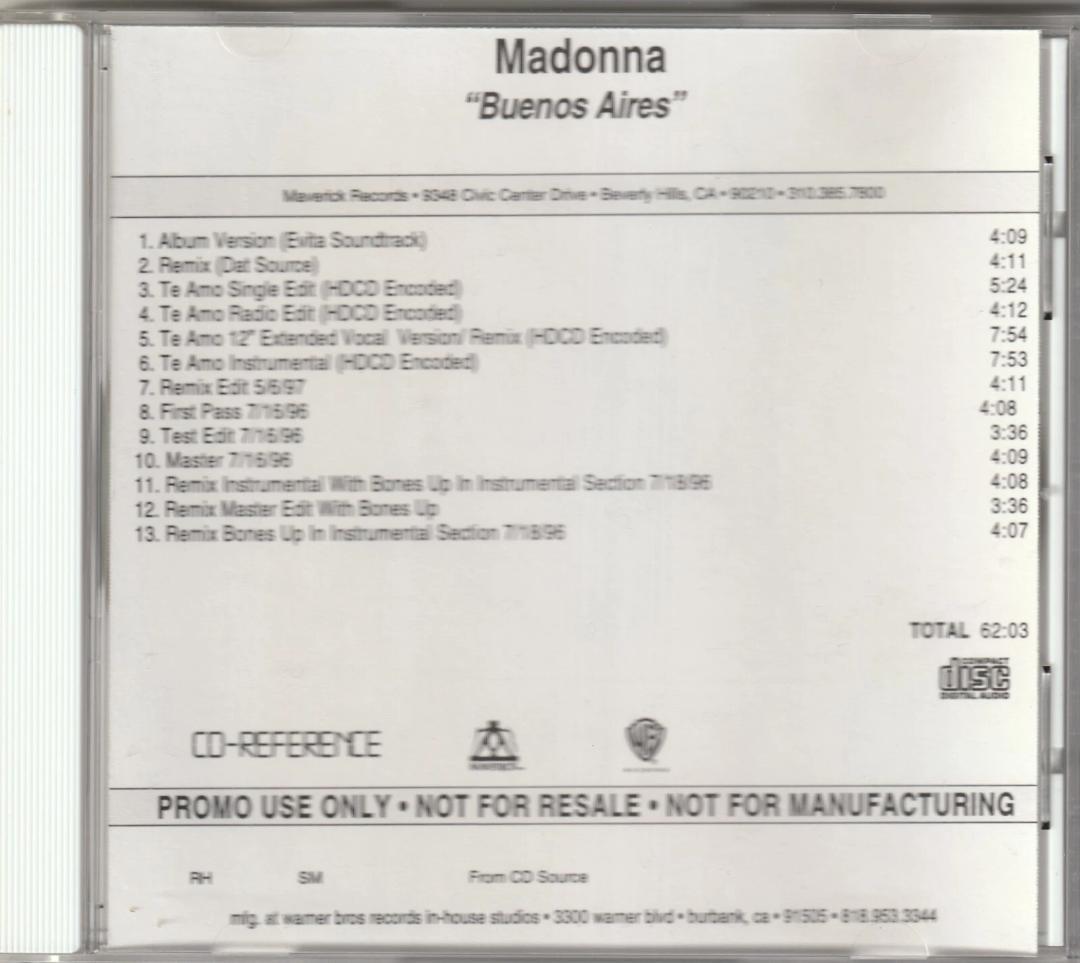 Madonna
“Buenos Aires”
Maverick Records • 9348 Civic Center Drive • Beverly Hills, CA • 90210 • 310.385.7800
1. Album Version (Evita Soundtrack) 4:09
2. Remix (Dat Source) 4:11
3. Te Amo Single Edit (HDCD Encoded) 5:24
4. Te Amo Radio Edit (HDCD Encoded) 4:12
5. Te Amo 12" Extended Vocal Version/ Remix (HDCD Encoded) 7:54
6. Te Amo Instrumental (HDCD Encoded) 7:53
7. Remix Edit 5/6/97 4:11
8. First Pass 7/16/96 4:08
9. Test Edit 7/16/96 3:36
10. Master 7/16/96 4:09
11. Remix Instrumental With Bones Up In Instrumental Section 7/18/96 4:08
12. Remix Master Edit With Bones Up 3:36
13. Remix Bones Up In Instrumental Section 7/18/96 4:07
TOTAL 62:03
COMPACT
disc
DIGITAL AUDIO
CD-REFERENCE
PROMO USE ONLY • NOT FOR RESALE • NOT FOR MANUFACTURING
RH SM From CD Source
mfg. at warner bros records in-house studios • 3300 warner blvd • burbank, ca • 91505 • 818.953.3344